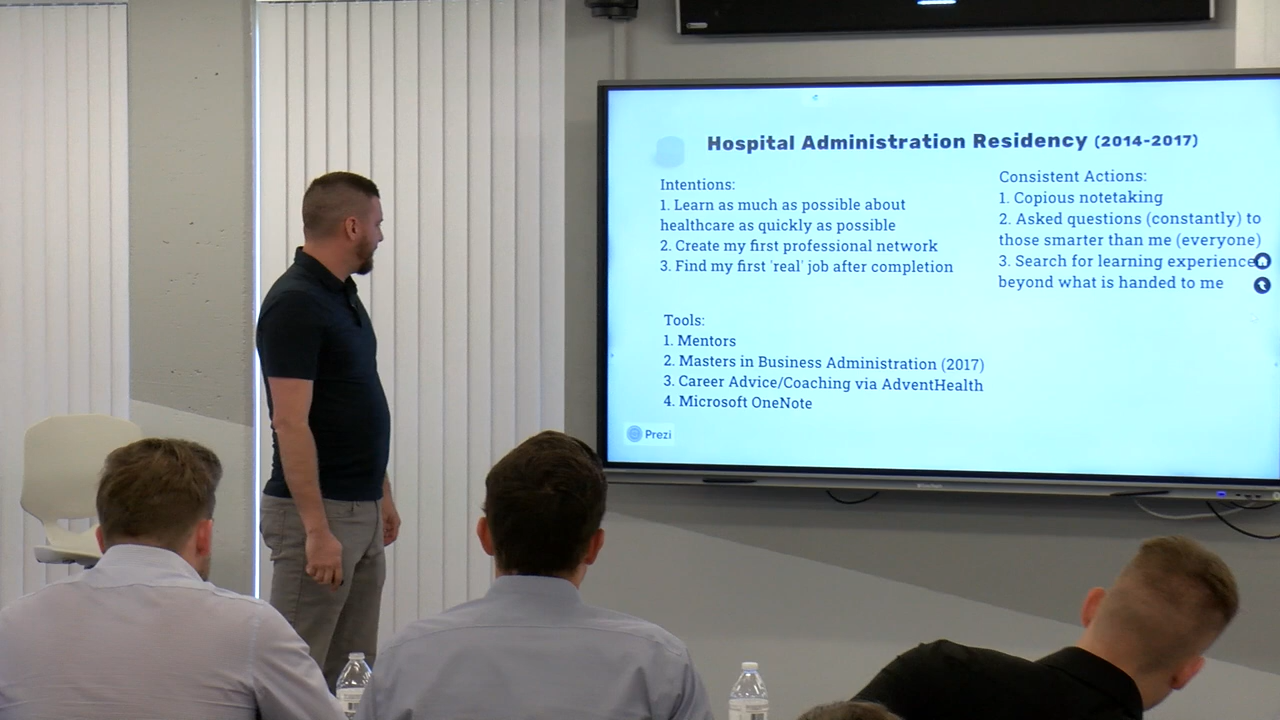 Hospital Administration Residency (2014-2017)
Intentions:
1. Learn as much as possible about
healthcare as quickly as possible
2. Create my first professional network
3. Find my first 'real' job after completion
Consistent Actions:
1. Copious notetaking
2. Asked questions (constantly) to
those smarter than me (everyone)
3. Search for learning experience
beyond what is handed to me
Tools:
1. Mentors
2. Masters in Business Administration (2017)
3. Career Advice/Coaching via AdventHealth
4. Microsoft OneNote
Prezi